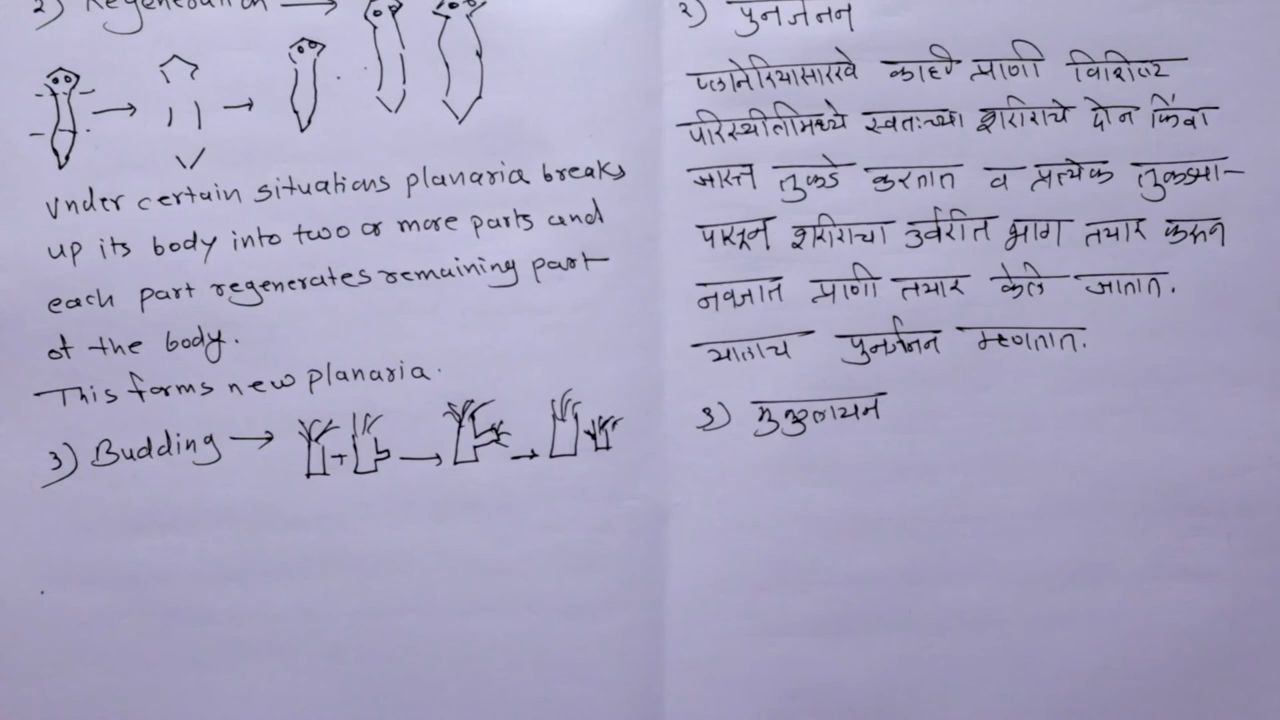 2) Regeneration
under certain situations planaria breaks
up its body into two or more parts and
each part regenerates remaining part
of the body.
This forms new planaria.
3) Budding
२) पुनर्जनन
प्लानेरियासारखे काही प्राणी विशिष्ट
परिस्थीतीमध्ये स्वतःच्या शरीराचे दोन किंवा
जास्त तुकडे करतात व प्रत्येक तुकड्या-
पासून शरीराचा उर्वरीत भाग तयार करून
नवजात प्राणी तयार केले जातात.
यालाच पुनर्जनन म्हणतात.
३) मुकुलायन